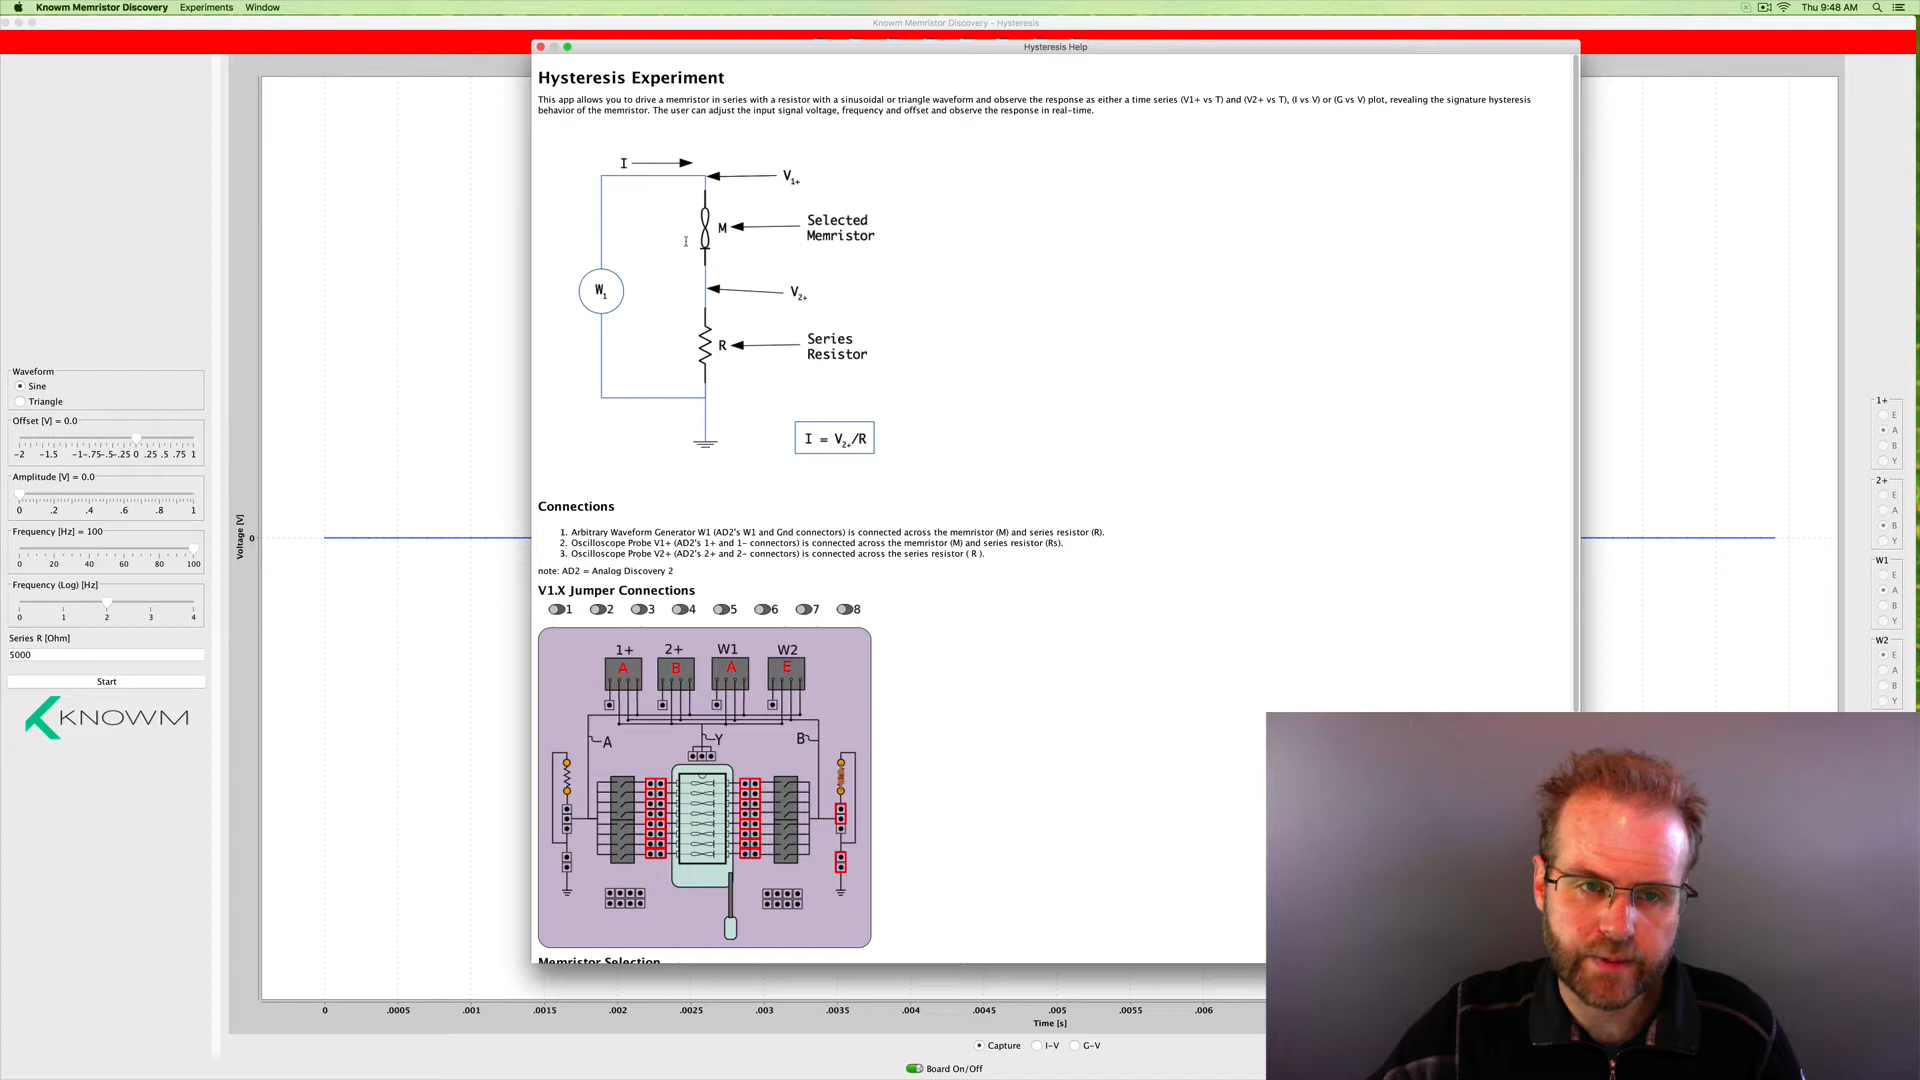 Knowm Memristor Discovery Experiments Window
Thu 9:48 AM
Knowm Memristor Discovery - Hysteresis
Hysteresis Help
Hysteresis Experiment
This app allows you to drive a memristor in series with a resistor with a sinusoidal or triangle waveform and observe the response as either a time series (V1+ vs T) and (V2+ vs T), (I vs V) or (G vs V) plot, revealing the signature hysteresis
behavior of the memristor. The user can adjust the input signal voltage, frequency and offset and observe the response in real-time.
I
V1+
M
Selected
Memristor
W1
V2+
R
Series
Resistor
I = V2+/R
Connections
1. Arbitrary Waveform Generator W1 (AD2's W1 and Gnd connectors) is connected across the memristor (M) and series resistor (R).
2. Oscilloscope Probe V1+ (AD2's 1+ and 1- connectors) is connected across the memristor (M) and series resistor (Rs).
3. Oscilloscope Probe V2+ (AD2's 2+ and 2- connectors) is connected across the series resistor ( R ).
note: AD2 = Analog Discovery 2
V1.X Jumper Connections
1 2 3 4 5 6 7 8
1+ 2+ W1 W2
A B A E
A Y B
Memristor Selection
Waveform
Sine
Triangle
Offset [V] = 0.0
-2 -1.5 -1 -.75 -.5 -.25 0 .25 .5 .75 1
Amplitude [V] = 0.0
0 .2 .4 .6 .8 1
Frequency [Hz] = 100
0 20 40 60 80 100
Frequency (Log) [Hz]
0 1 2 3 4
Series R [Ohm]
5000
Start
KNOWM
Voltage [V]
0
0 .0005 .001 .0015 .002 .0025 .003 .0035 .004 .0045 .005 .0055 .006
Time [s]
Capture I-V G-V
Board On/Off
1+
E
A
B
Y
2+
E
A
B
Y
W1
E
A
B
Y
W2
E
A
B
Y